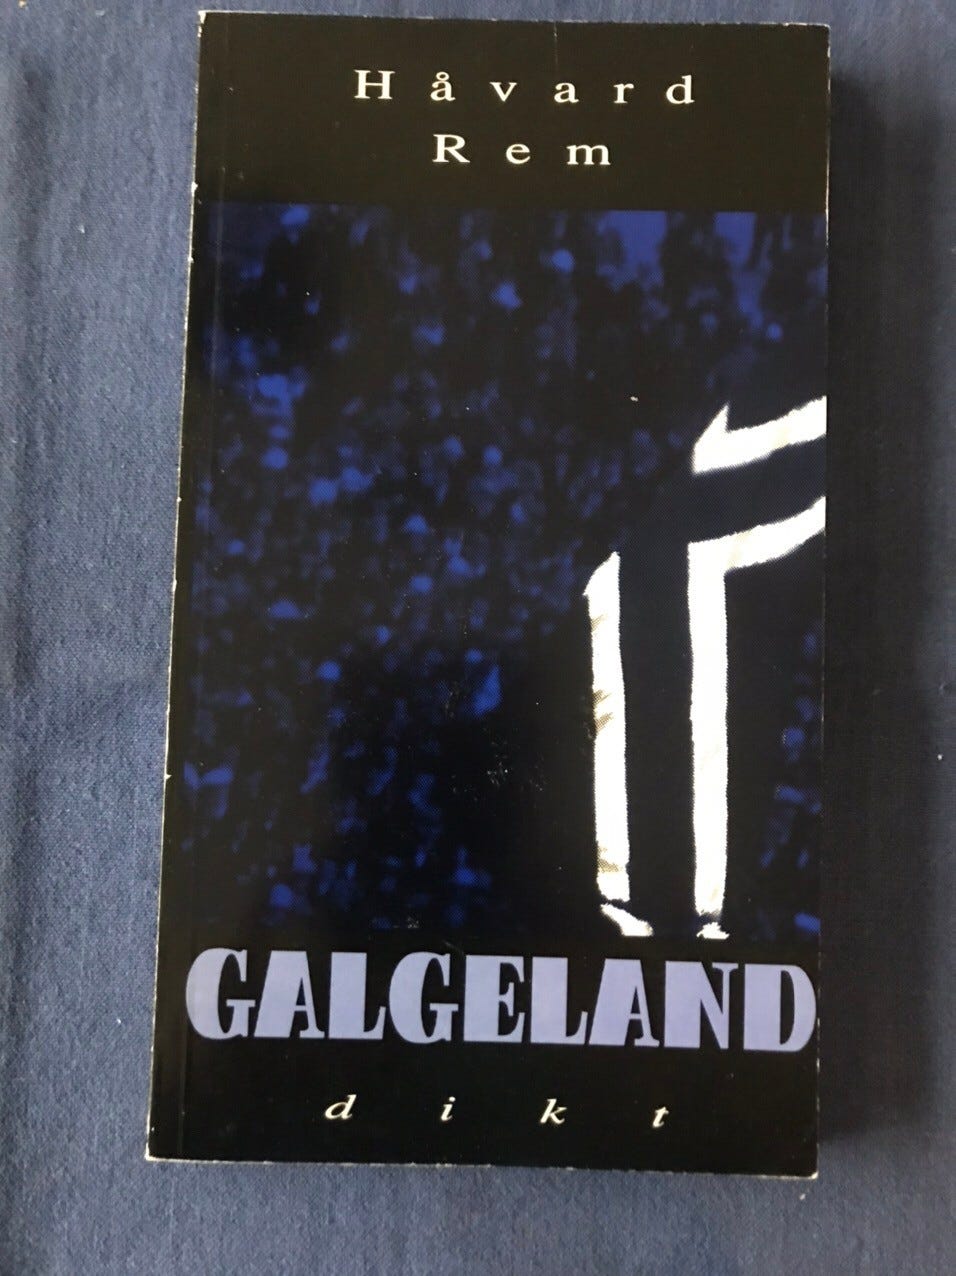 Håvard
Rem
GALGELAND
dikt